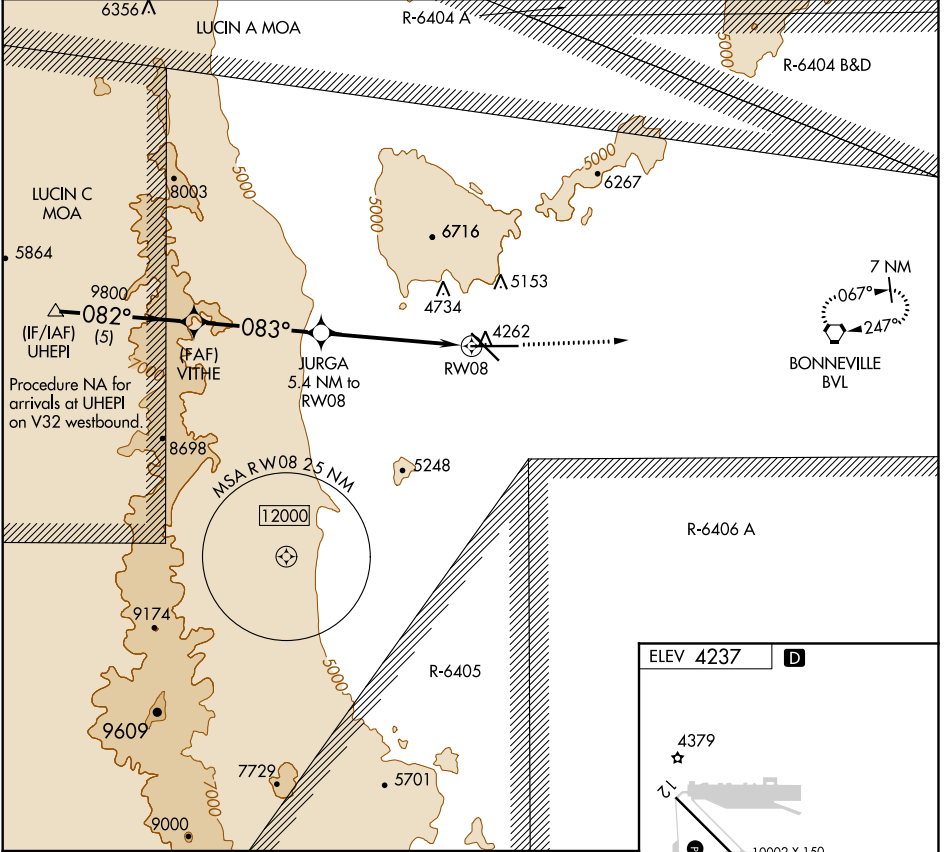 6356
LUCIN A MOA
R-6404 A
5000
R-6404 B&D
5000
5000
6267
8003
LUCIN C
MOA
5000
6716
5864
5153
7 NM
9800
4734
067°
082°
083°
4262
247°
(5)
(IF/IAF)
UHEPI
(FAF)
VITHE
JURGA
5.4 NM to
RW08
RW08
BONNEVILLE
BVL
Procedure NA for
arrivals at UHEPI
on V32 westbound.
8698
5248
MSA RW08 25 NM
12000
R-6406 A
9174
ELEV 4237
D
R-6405
5000
9609
4379
7729
5701
7000
12
9000
P
10002 X 150